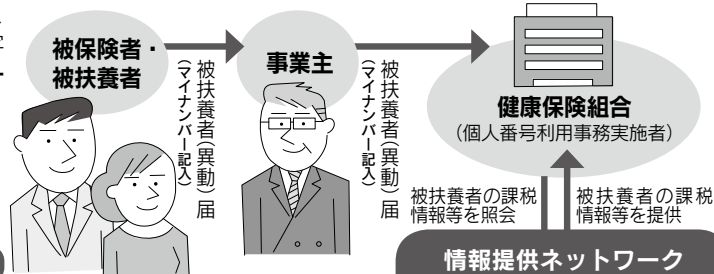 被保険者・
被扶養者
被扶養者(異動)届
(マイナンバー記入)
事業主
被扶養者(異動)届
(マイナンバー記入)
健康保険組合
(個人番号利用事務実施者)
被扶養者の課税
情報等を照会
被扶養者の課税
情報等を提供
情報提供ネットワーク